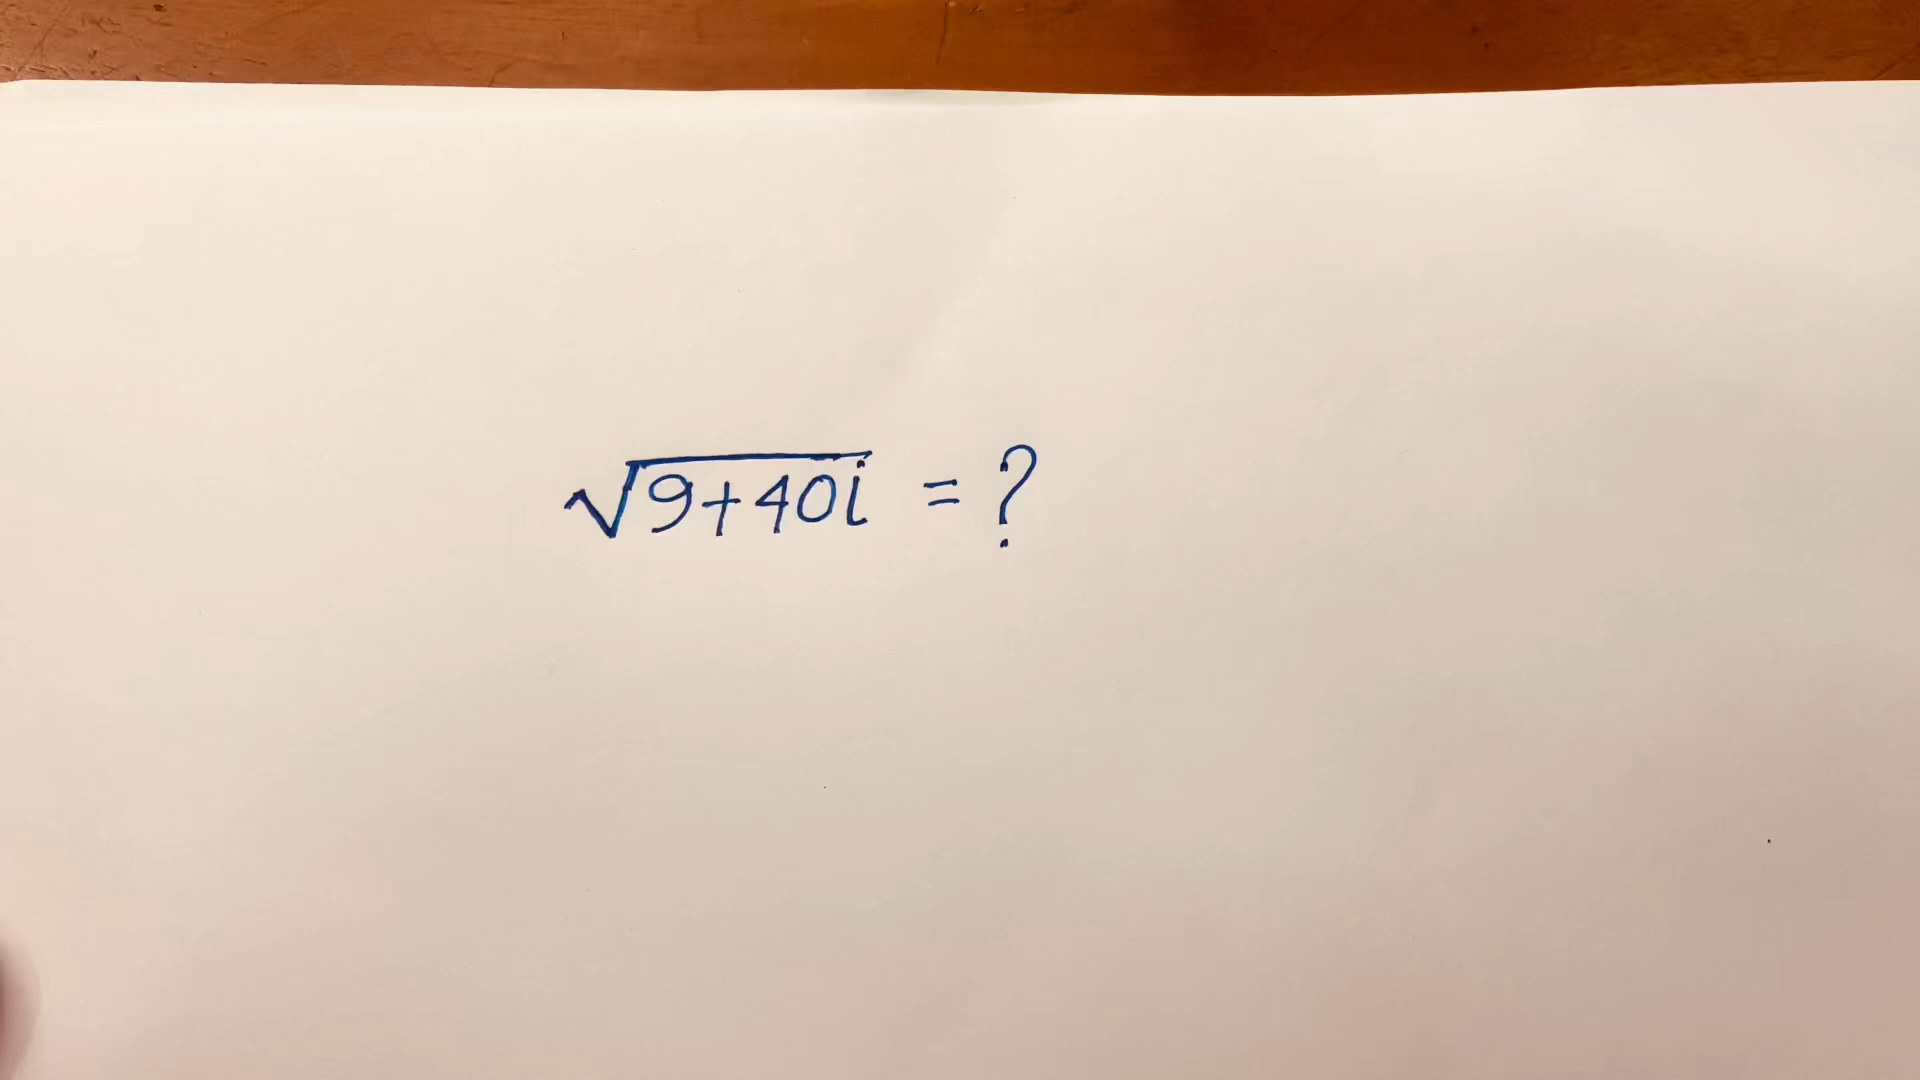 √9+40i = ?